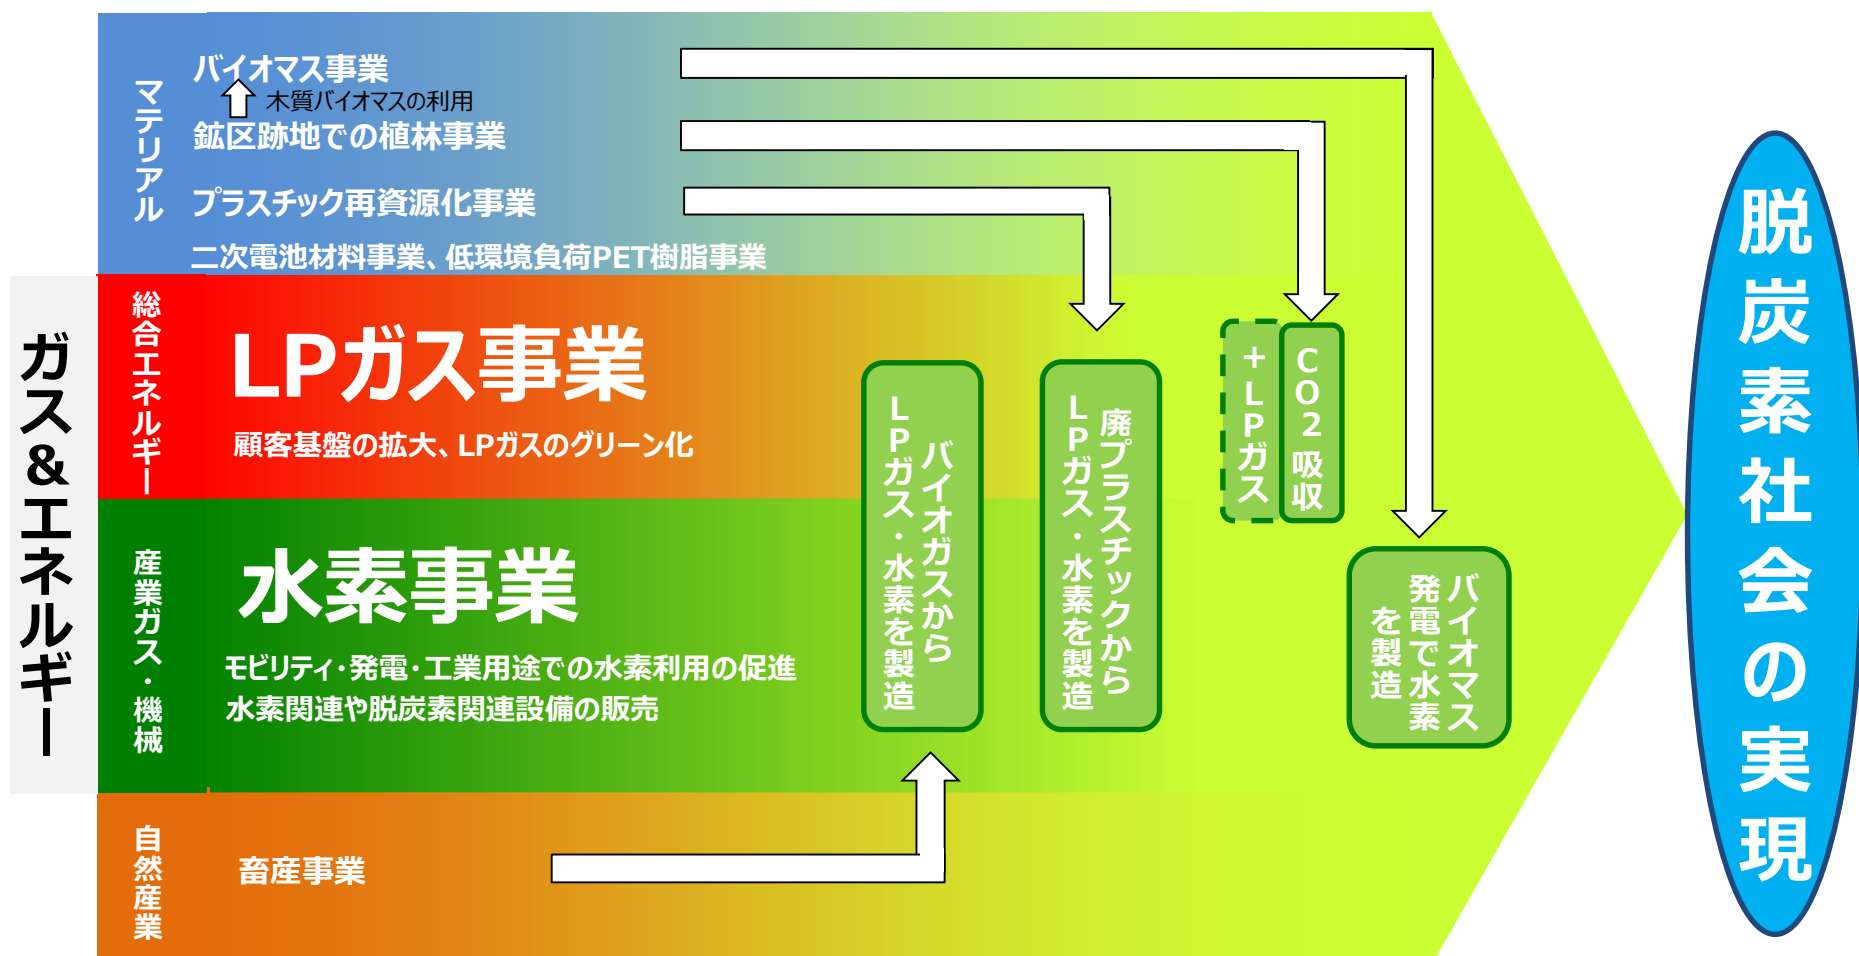 マテリアル
バイオマス事業
木質バイオマスの利用
鉱区跡地での植林事業
プラスチック再資源化事業
二次電池材料事業、低環境負荷PET樹脂事業
ガス&エネルギー
総合エネルギー
LPガス事業
顧客基盤の拡大、LPガスのグリーン化
産業ガス・機械
水素事業
モビリティ・発電・工業用途での水素利用の促進
水素関連や脱炭素関連設備の販売
自然産業
畜産事業
バイオガスから
LPガス・水素を製造
廃プラスチックから
LPガス・水素を製造
CO2吸収
+LPガス
バイオマス
発電で水素
を製造
脱炭素社会の実現